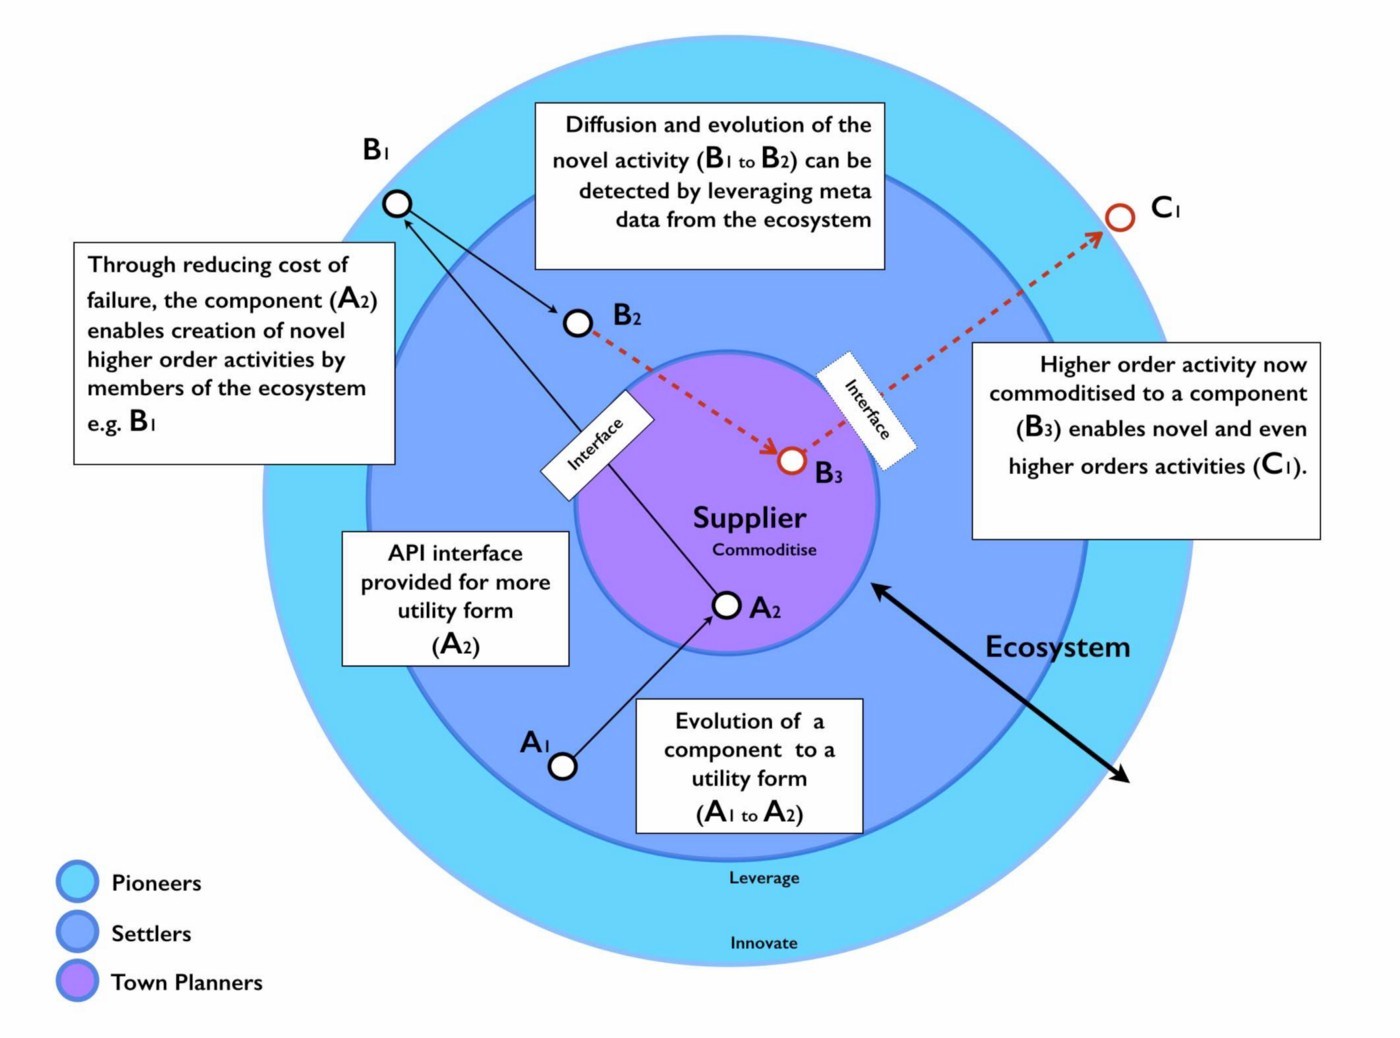 B1
Diffusion and evolution of the
novel activity (B1 to B2) can be
detected by leveraging meta
data from the ecosystem
C1
Through reducing cost of
failure, the component (A2)
enables creation of novel
higher order activities by
members of the ecosystem
e.g. B1
B2
Interface
Interface
Higher order activity now
commoditised to a component
(B3) enables novel and even
higher orders activities (C1).
B3
Supplier
Commoditise
API interface
provided for more
utility form
(A2)
A2
Ecosystem
A1
Evolution of a
component to a
utility form
(A1 to A2)
Leverage
Innovate
Pioneers
Settlers
Town Planners